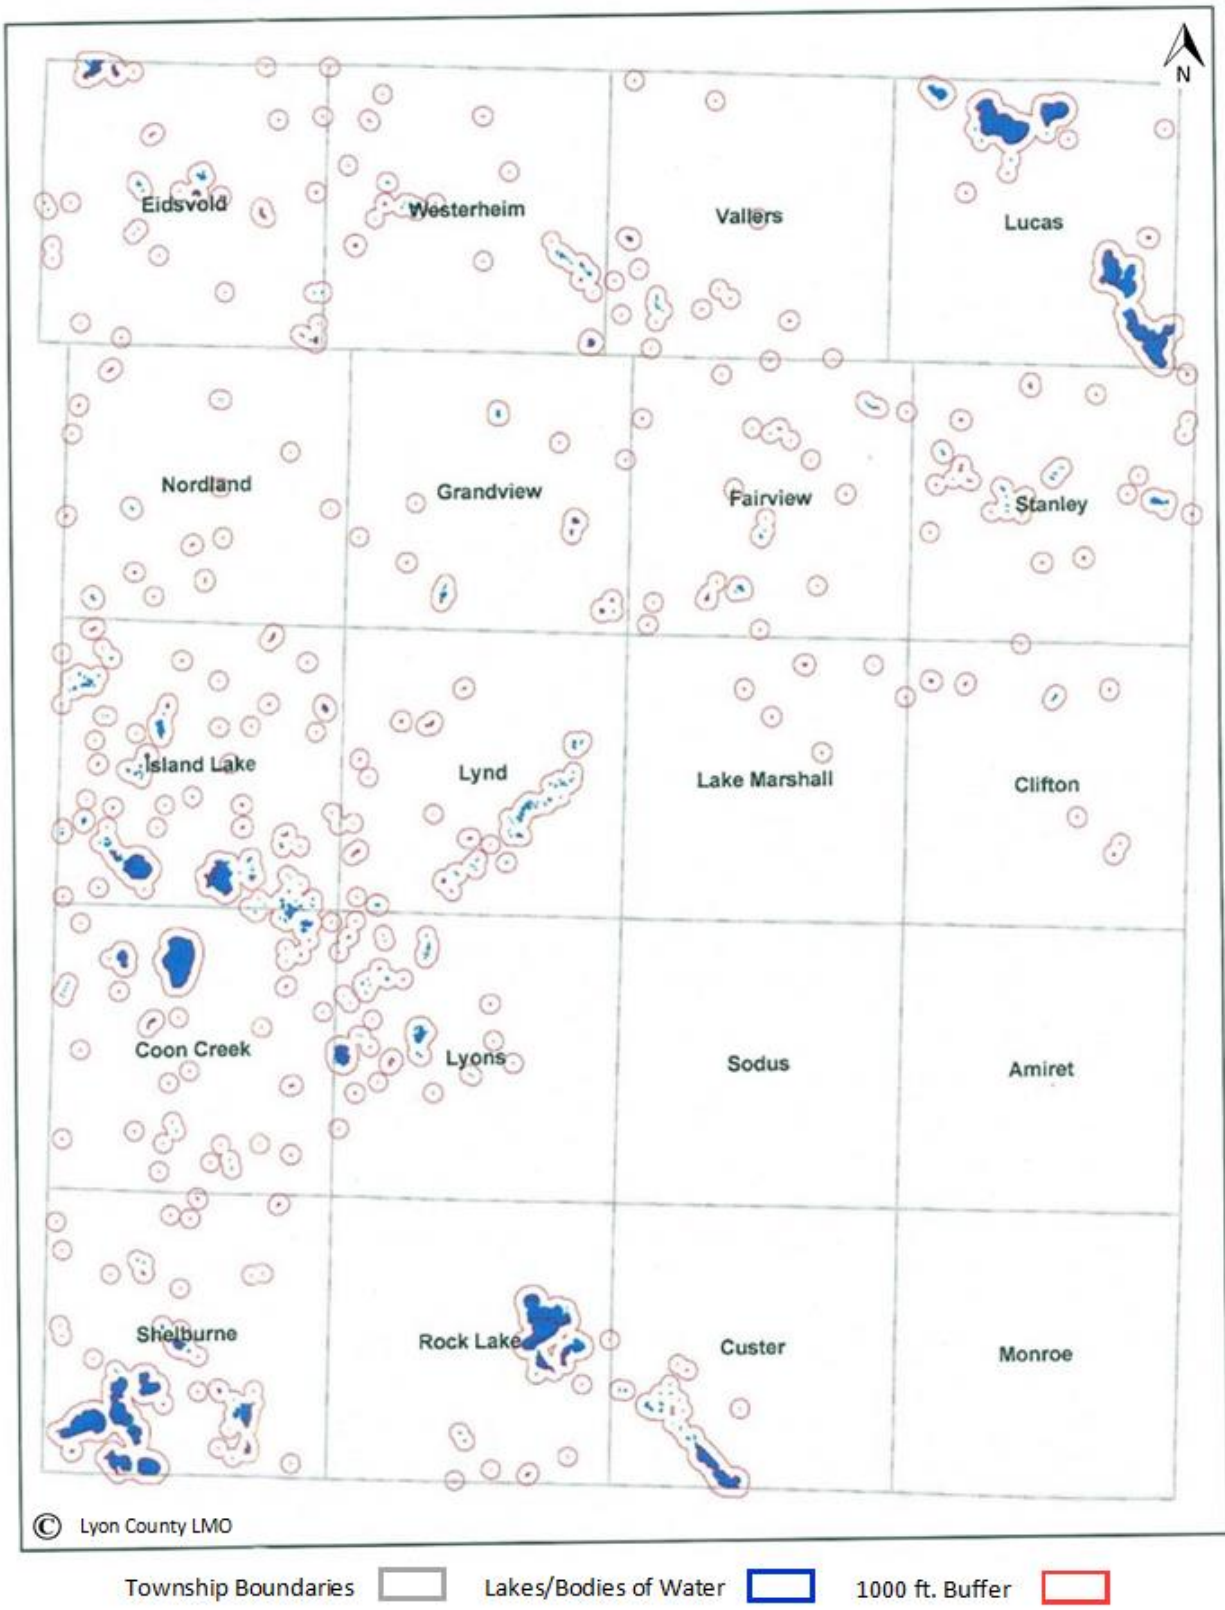 N
Eidsvold
Westerheim
Vallers
Lucas
Nordland
Grandview
Fairview
Stanley
Island Lake
Lynd
Lake Marshall
Clifton
Coon Creek
Lyons
Sodus
Amiret
Shelburne
Rock Lake
Custer
Monroe
© Lyon County LMO
Township Boundaries
Lakes/Bodies of Water
1000 ft. Buffer